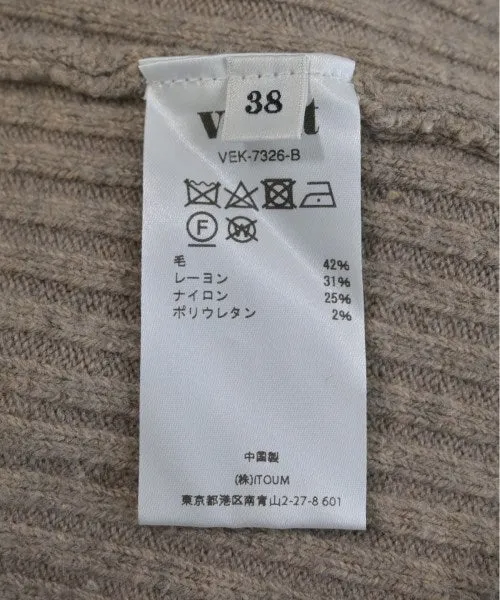 38
VEK-7326-B
毛 42%
レーヨン 31%
ナイロン 25%
ポリウレタン 2%
中国製
(株)ITOUM
東京都港区南青山2-27-8 601